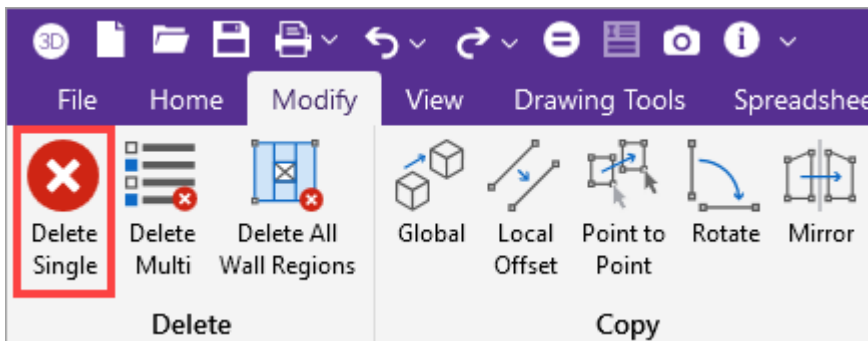 3D
File Home Modify View Drawing Tools Spreadshee
Delete Single
Delete Multi
Delete All Wall Regions
Global
Local Offset
Point to Point
Rotate
Mirror
Delete
Copy